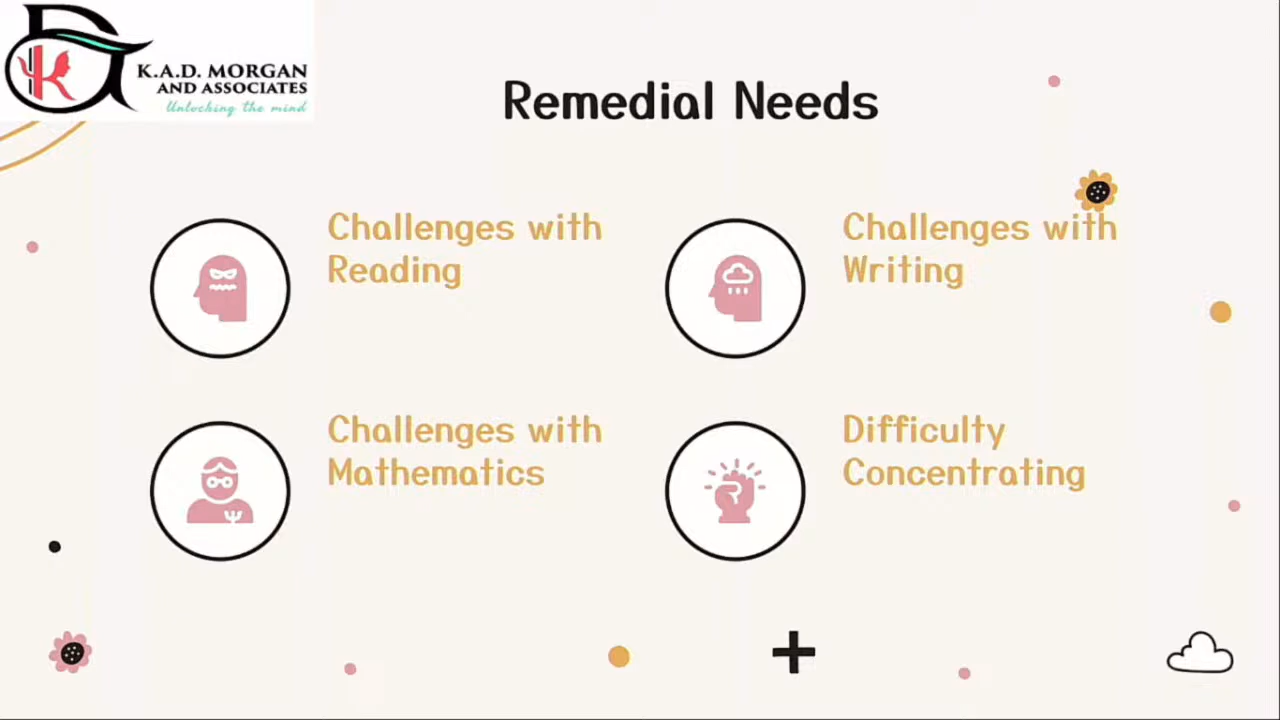 K.A.D. MORGAN
AND ASSOCIATES
Unlocking the mind
Remedial Needs
Challenges with
Reading
Challenges with
Writing
Challenges with
Mathematics
Difficulty
Concentrating